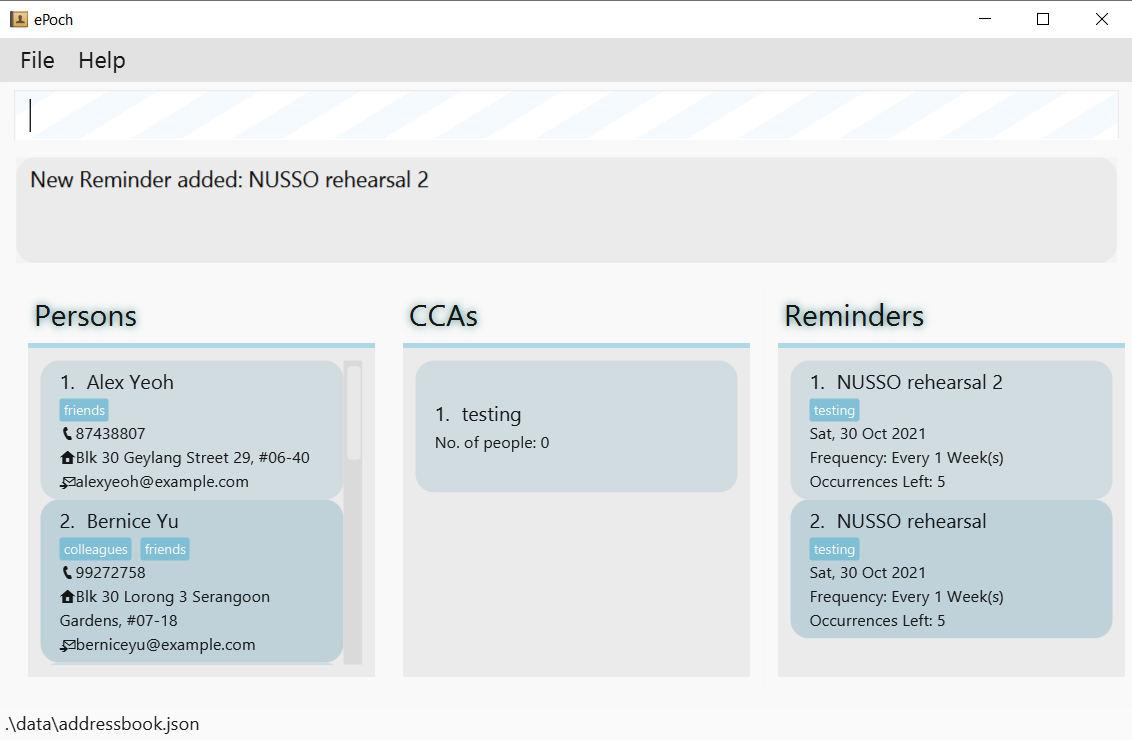 ePoch
File Help
New Reminder added: NUSSO rehearsal 2
Persons
1. Alex Yeoh
friends
87438807
Blk 30 Geylang Street 29, #06-40
alexyeoh@example.com
2. Bernice Yu
colleagues friends
99272758
Blk 30 Lorong 3 Serangoon
Gardens, #07-18
berniceyu@example.com
CCAs
1. testing
No. of people: 0
Reminders
1. NUSSO rehearsal 2
testing
Sat, 30 Oct 2021
Frequency: Every 1 Week(s)
Occurrences Left: 5
2. NUSSO rehearsal
testing
Sat, 30 Oct 2021
Frequency: Every 1 Week(s)
Occurrences Left: 5
.\data\addressbook.json